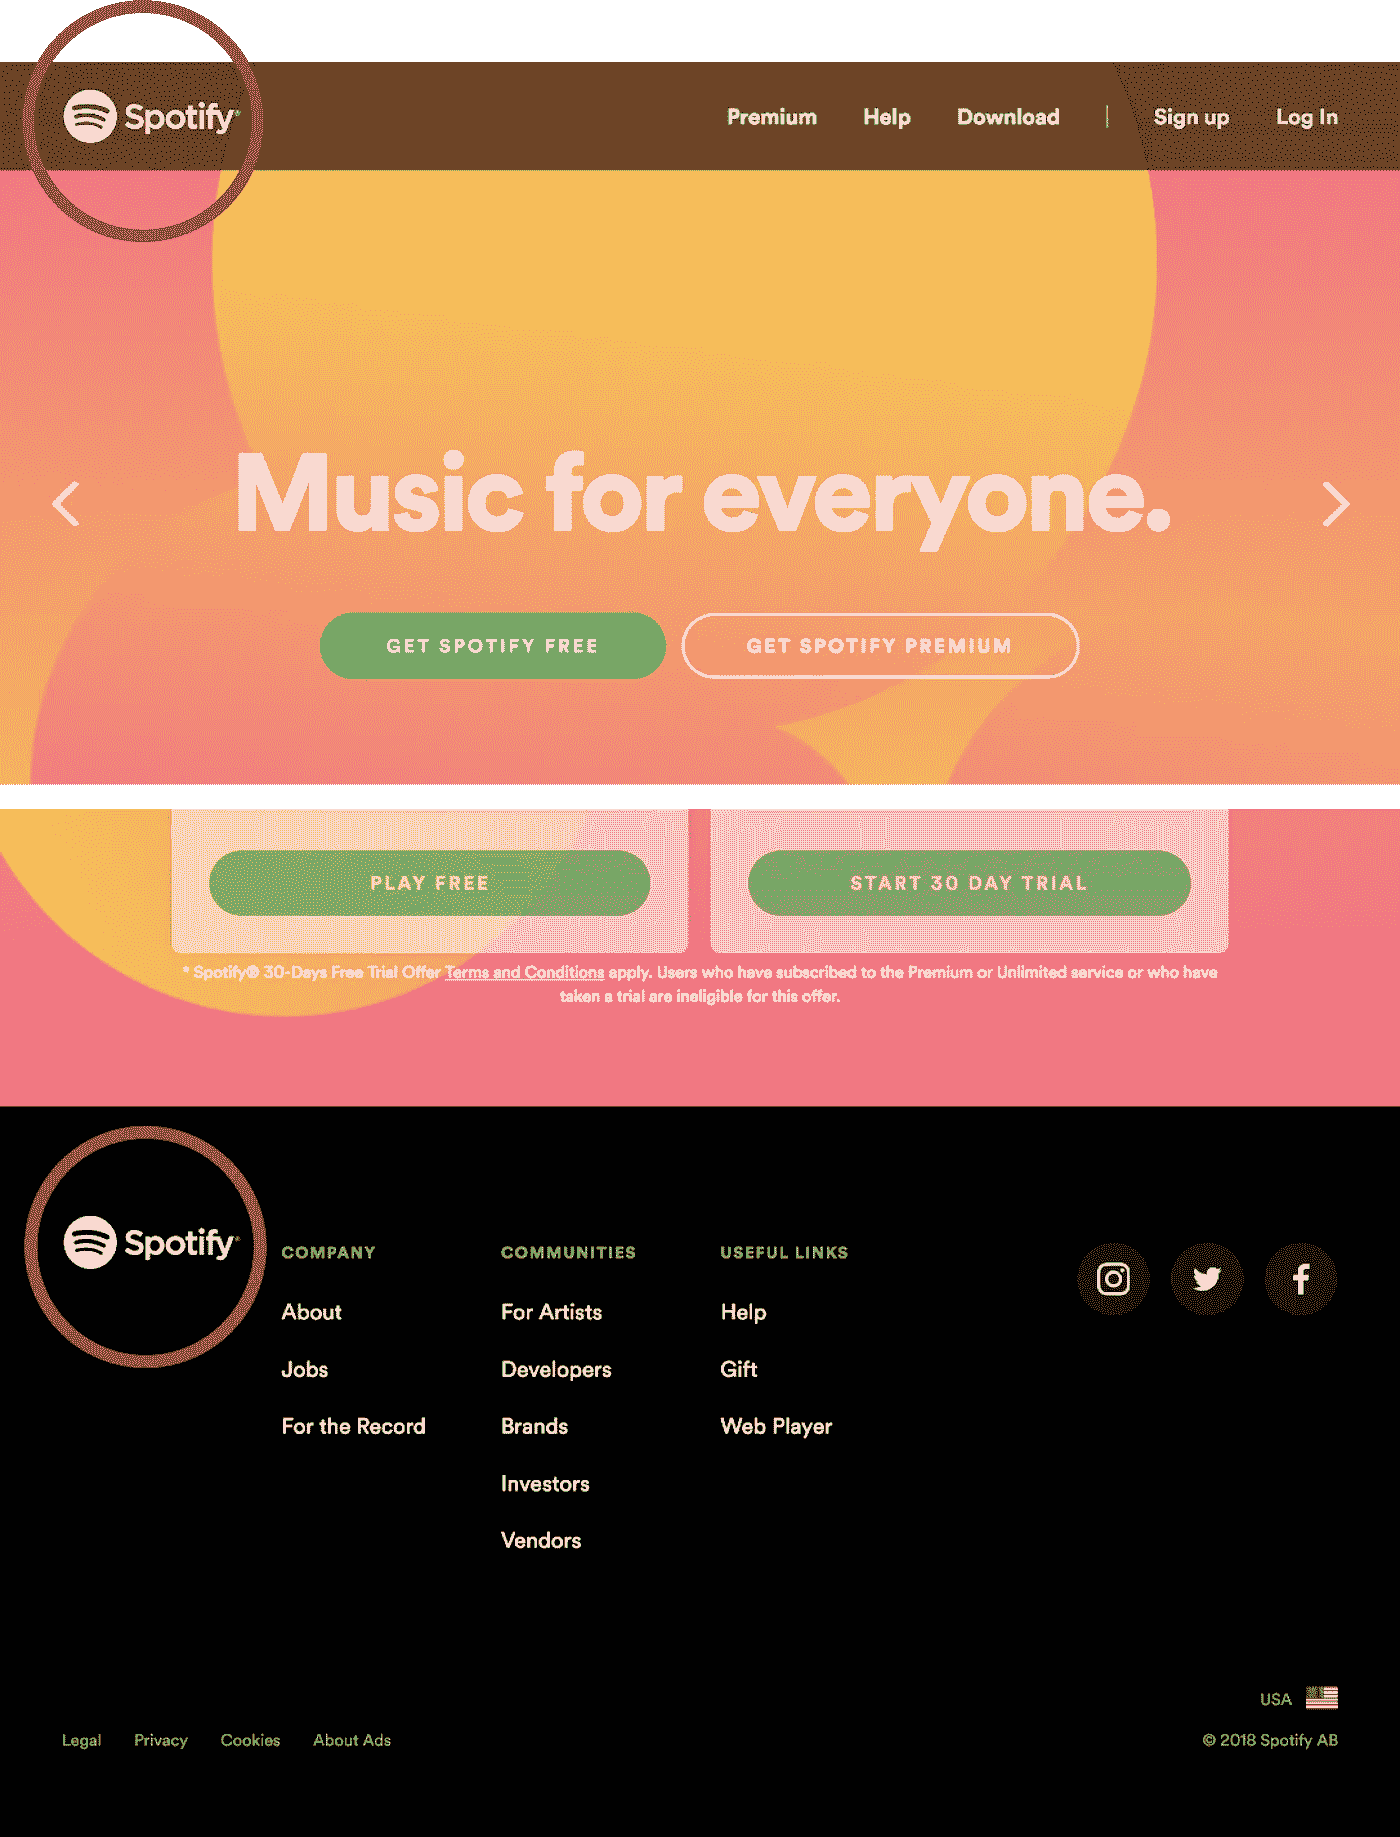 Spotify®
Premium Help Download | Sign up Log In
Music for everyone.
GET SPOTIFY FREE GET SPOTIFY PREMIUM
PLAY FREE START 30 DAY TRIAL
* Spotify® 30-Days Free Trial Offer Terms and Conditions apply. Users who have subscribed to the Premium or Unlimited service or who have
taken a trial are ineligible for this offer.
Spotify®
COMPANY
About
Jobs
For the Record
COMMUNITIES
For Artists
Developers
Brands
Investors
Vendors
USEFUL LINKS
Help
Gift
Web Player
USA
Legal Privacy Cookies About Ads
© 2018 Spotify AB